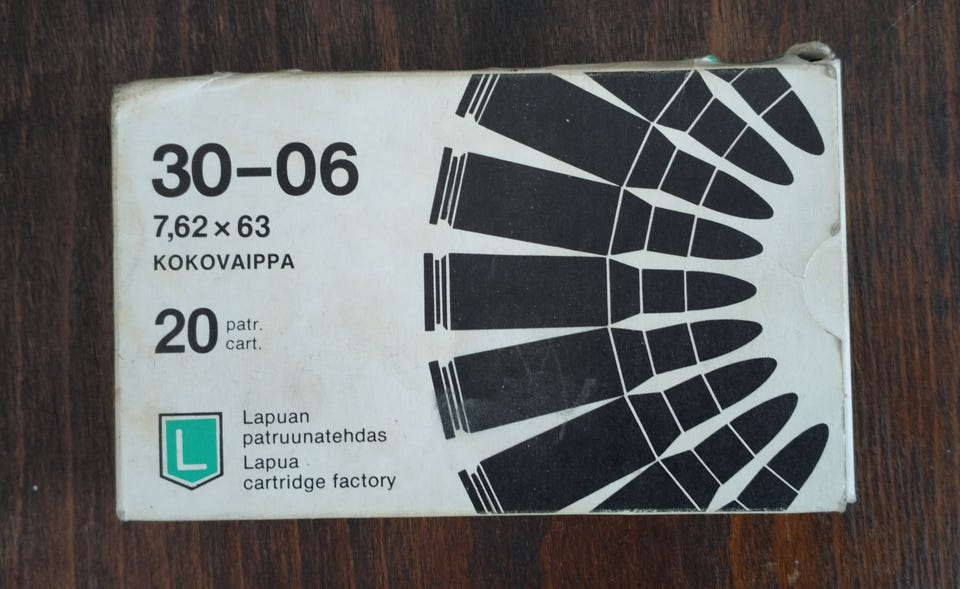 30-06
7,62 × 63
KOKOVAIPPA
20 patr.
cart.
L
Lapuan
patruunatehdas
Lapua
cartridge factory